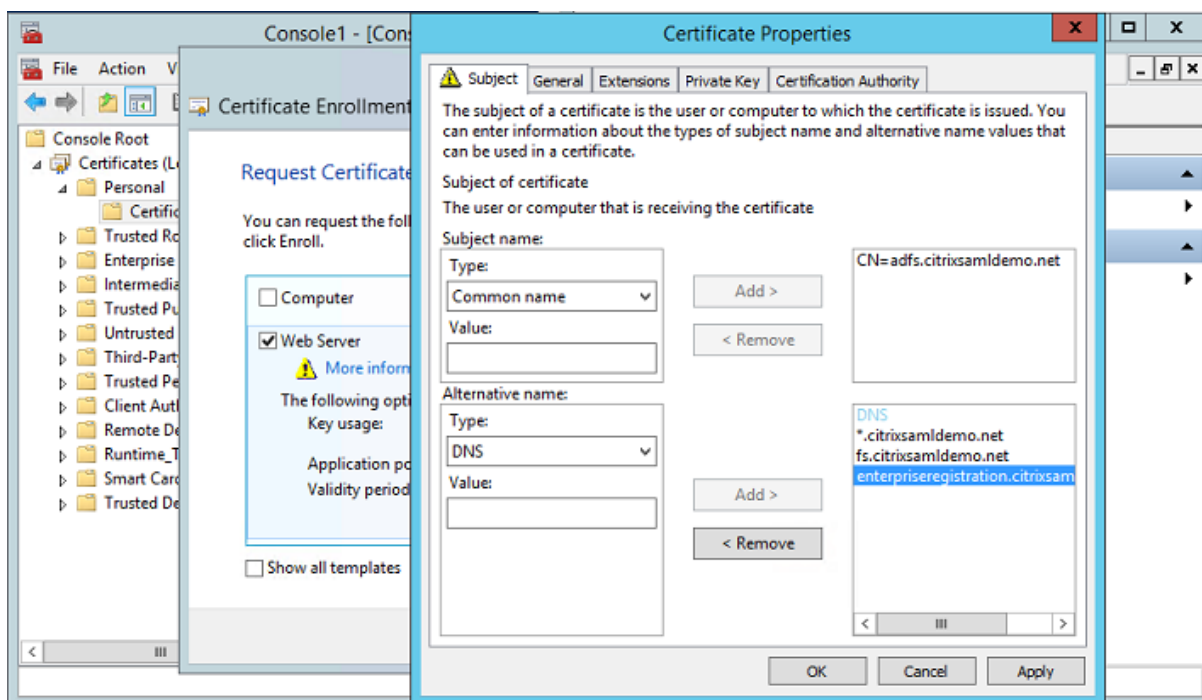 Console1 - [Con
File Action V
Console Root
Certificates (L
Personal
Certific
Trusted Ro
Enterprise
Intermedia
Trusted Pu
Untrusted
Third-Part
Trusted Pe
Client Autl
Remote De
Runtime_T
Smart Card
Trusted De
Certificate Enrollment
Request Certificate
You can request the foll
click Enroll.
Computer
Web Server
More inforn
The following opti
Key usage:
Application po
Validity period
Show all templates
Certificate Properties
Subject
General
Extensions
Private Key
Certification Authority
The subject of a certificate is the user or computer to which the certificate is issued. You
can enter information about the types of subject name and alternative name values that
can be used in a certificate.
Subject of certificate
The user or computer that is receiving the certificate
Subject name:
Type:
Common name
Value:
Add >
< Remove
CN=adfs.citrixsamldemo.net
Alternative name:
Type:
DNS
Value:
Add >
< Remove
DNS
*.citrixsamldemo.net
fs.citrixsamldemo.net
enterpriseregistration.citrixsam
OK
Cancel
Apply